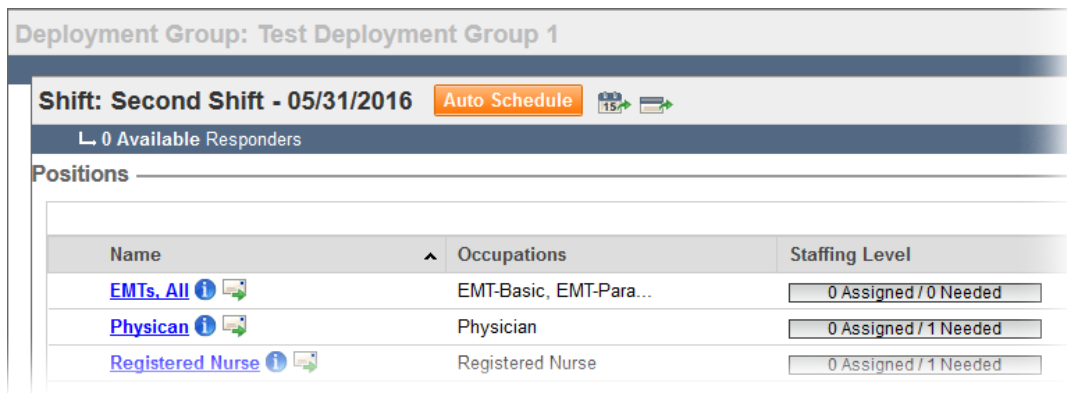 Deployment Group: Test Deployment Group 1
Shift: Second Shift - 05/31/2016 Auto Schedule 15
0 Available Responders
Positions
Name Occupations Staffing Level
EMTs, All EMT-Basic, EMT-Para... 0 Assigned / 0 Needed
Physican Physician 0 Assigned / 1 Needed
Registered Nurse Registered Nurse 0 Assigned / 1 Needed